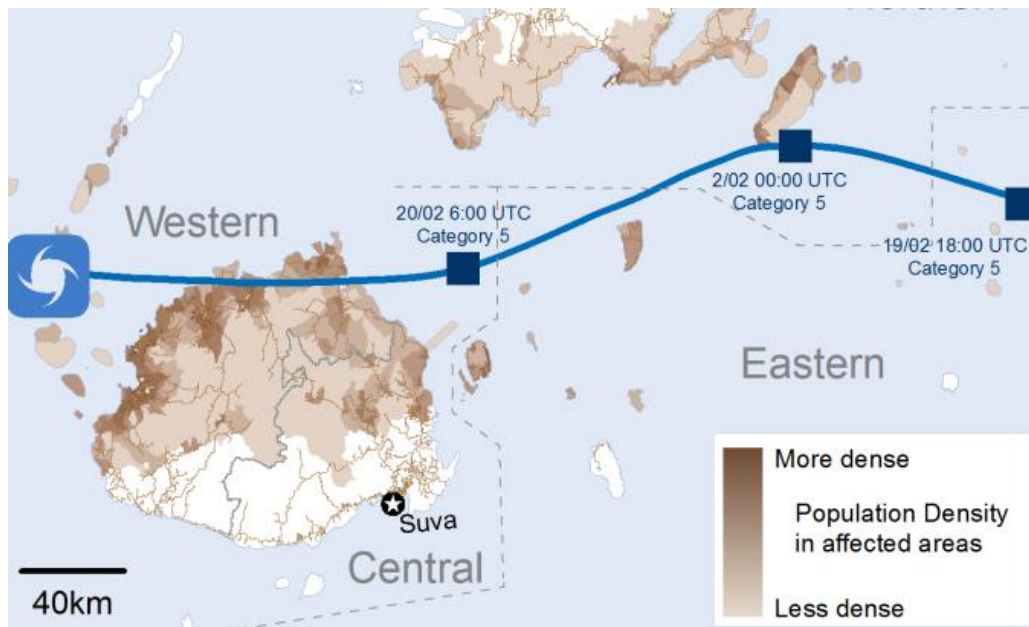 Western
20/02 6:00 UTC
Category 5
2/02 00:00 UTC
Category 5
19/02 18:00 UTC
Category 5
Eastern
Suva
Central
40km
More dense
Population Density
in affected areas
Less dense